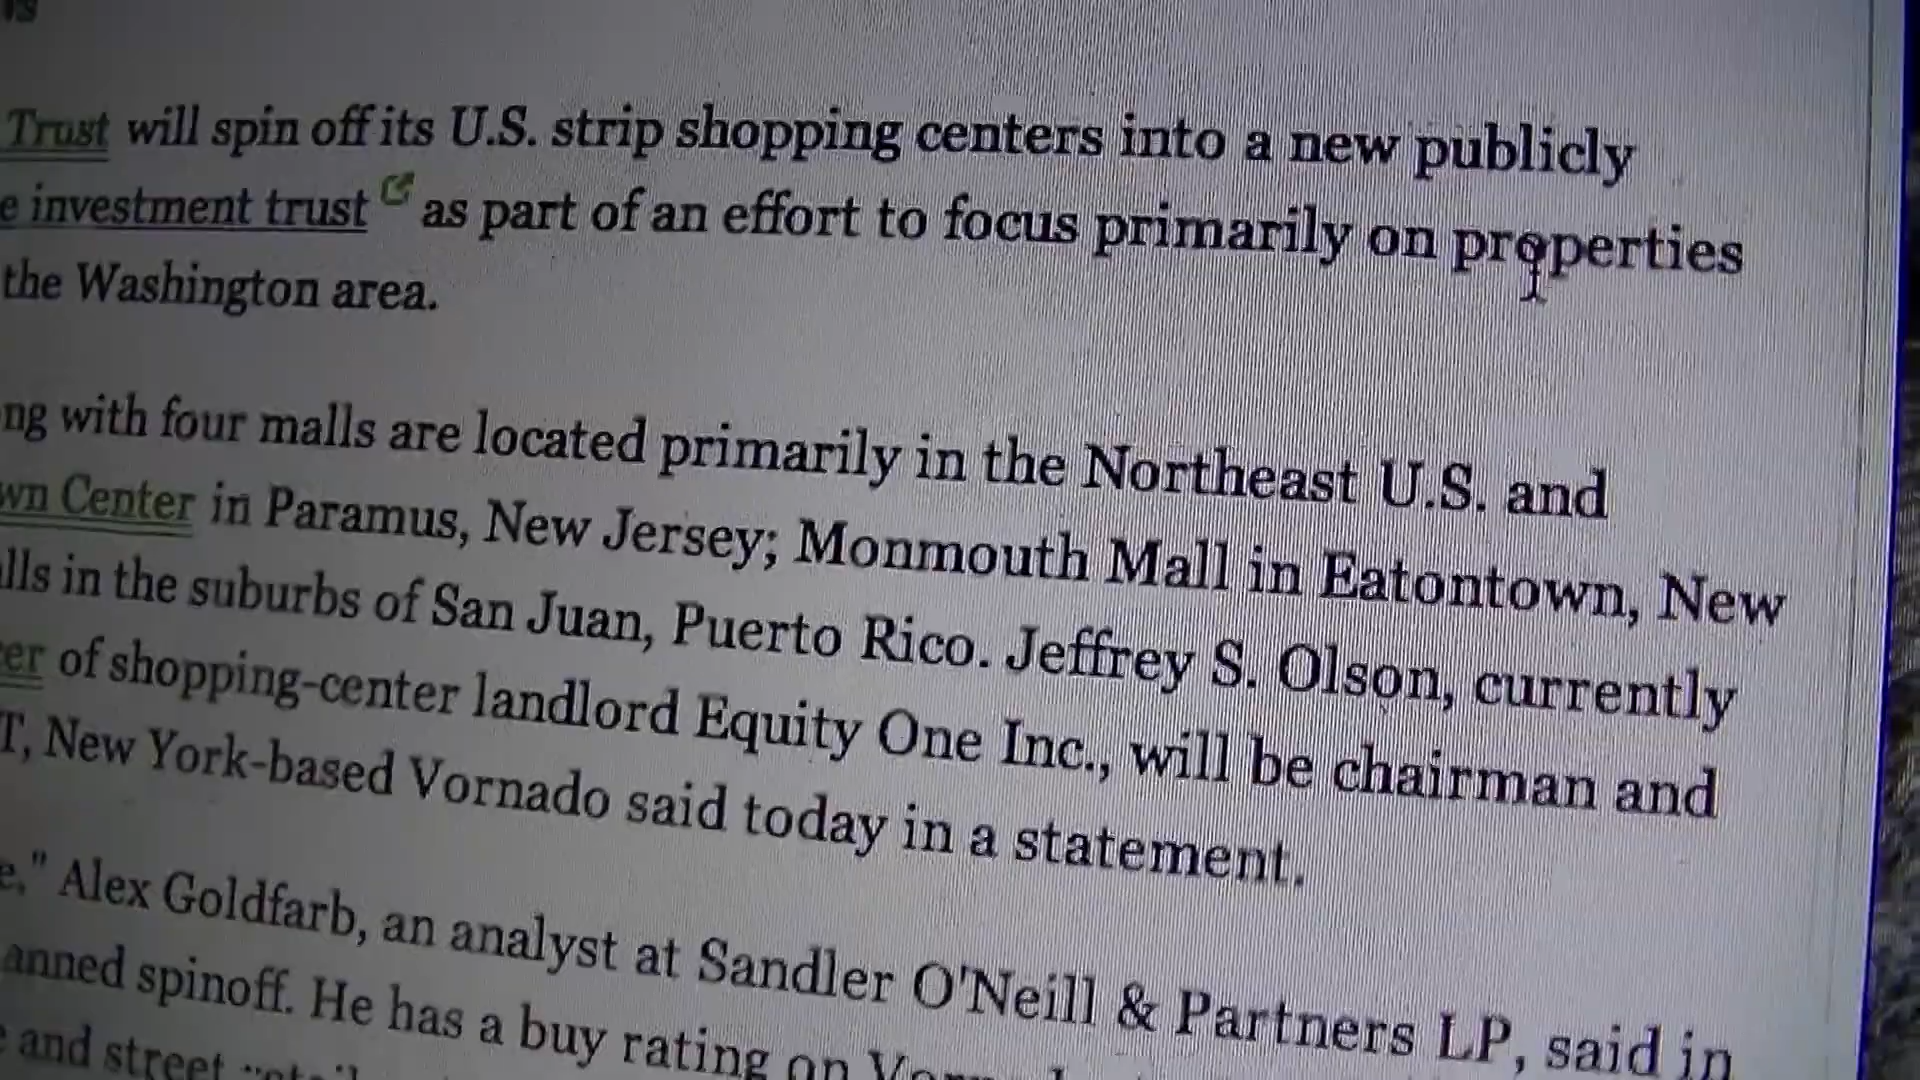 Trust will spin off its U.S. strip shopping centers into a new publicly
e investment trust as part of an effort to focus primarily on properties
the Washington area.
ng with four malls are located primarily in the Northeast U.S. and
wn Center in Paramus, New Jersey; Monmouth Mall in Eatontown, New
lls in the suburbs of San Juan, Puerto Rico. Jeffrey S. Olson, currently
er of shopping-center landlord Equity One Inc., will be chairman and
T, New York-based Vornado said today in a statement.
e," Alex Goldfarb, an analyst at Sandler O'Neill & Partners LP, said in
anned spinoff. He has a buy rating on
and street